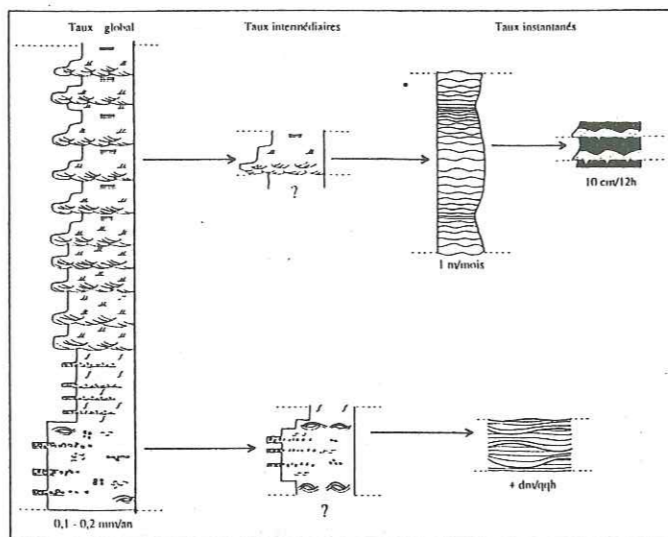 Taux global
Taux intermédiaires
Taux instantanés
10 cm/12h
?
1 m/mois
+ dm/qqh
?
0,1 - 0,2 mm/an